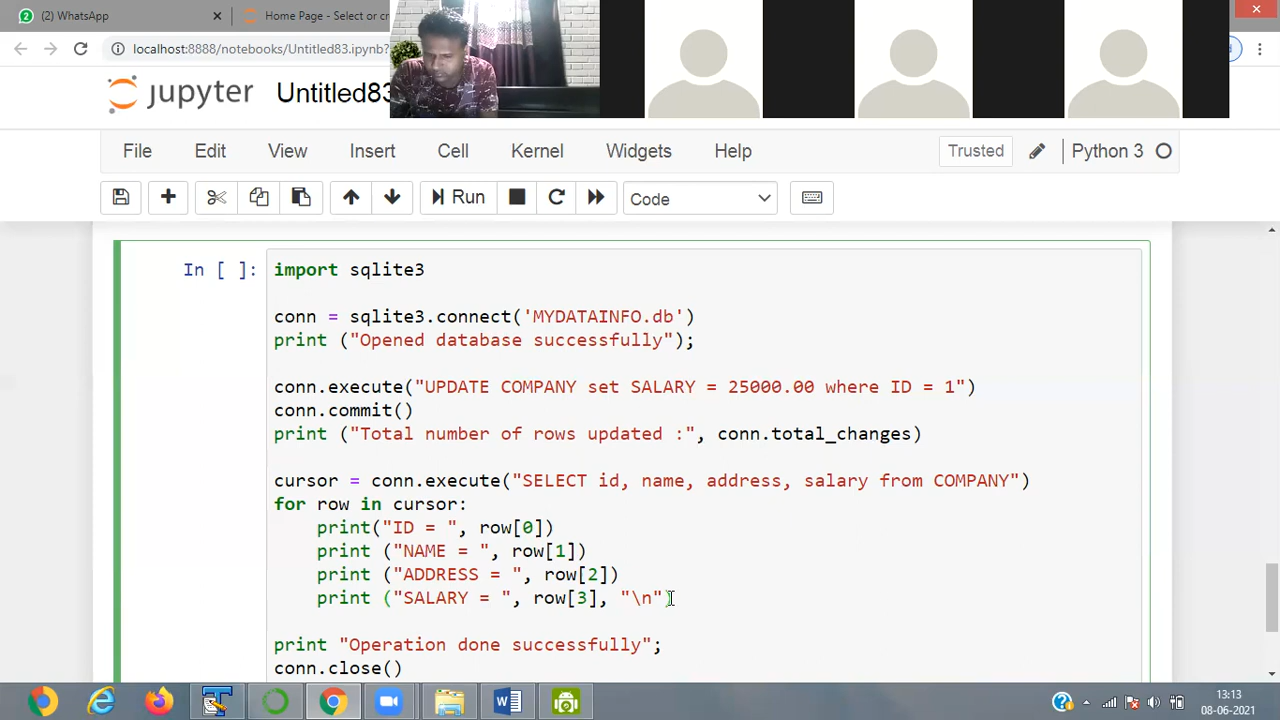 (2) WhatsApp
Home Page - Select or cr
localhost:8888/notebooks/Untitled83.ipynb?
jupyter
Untitled83
File Edit View Insert Cell Kernel Widgets Help Trusted Python 3
Run Code
In [ ]:
import sqlite3
conn = sqlite3.connect('MYDATAINFO.db')
print ("Opened database successfully");
conn.execute("UPDATE COMPANY set SALARY = 25000.00 where ID = 1")
conn.commit()
print ("Total number of rows updated :", conn.total_changes)
cursor = conn.execute("SELECT id, name, address, salary from COMPANY")
for row in cursor:
print("ID = ", row[0])
print ("NAME = ", row[1])
print ("ADDRESS = ", row[2])
print ("SALARY = ", row[3], "\n")
print "Operation done successfully";
conn.close()
13:13
08-06-2021